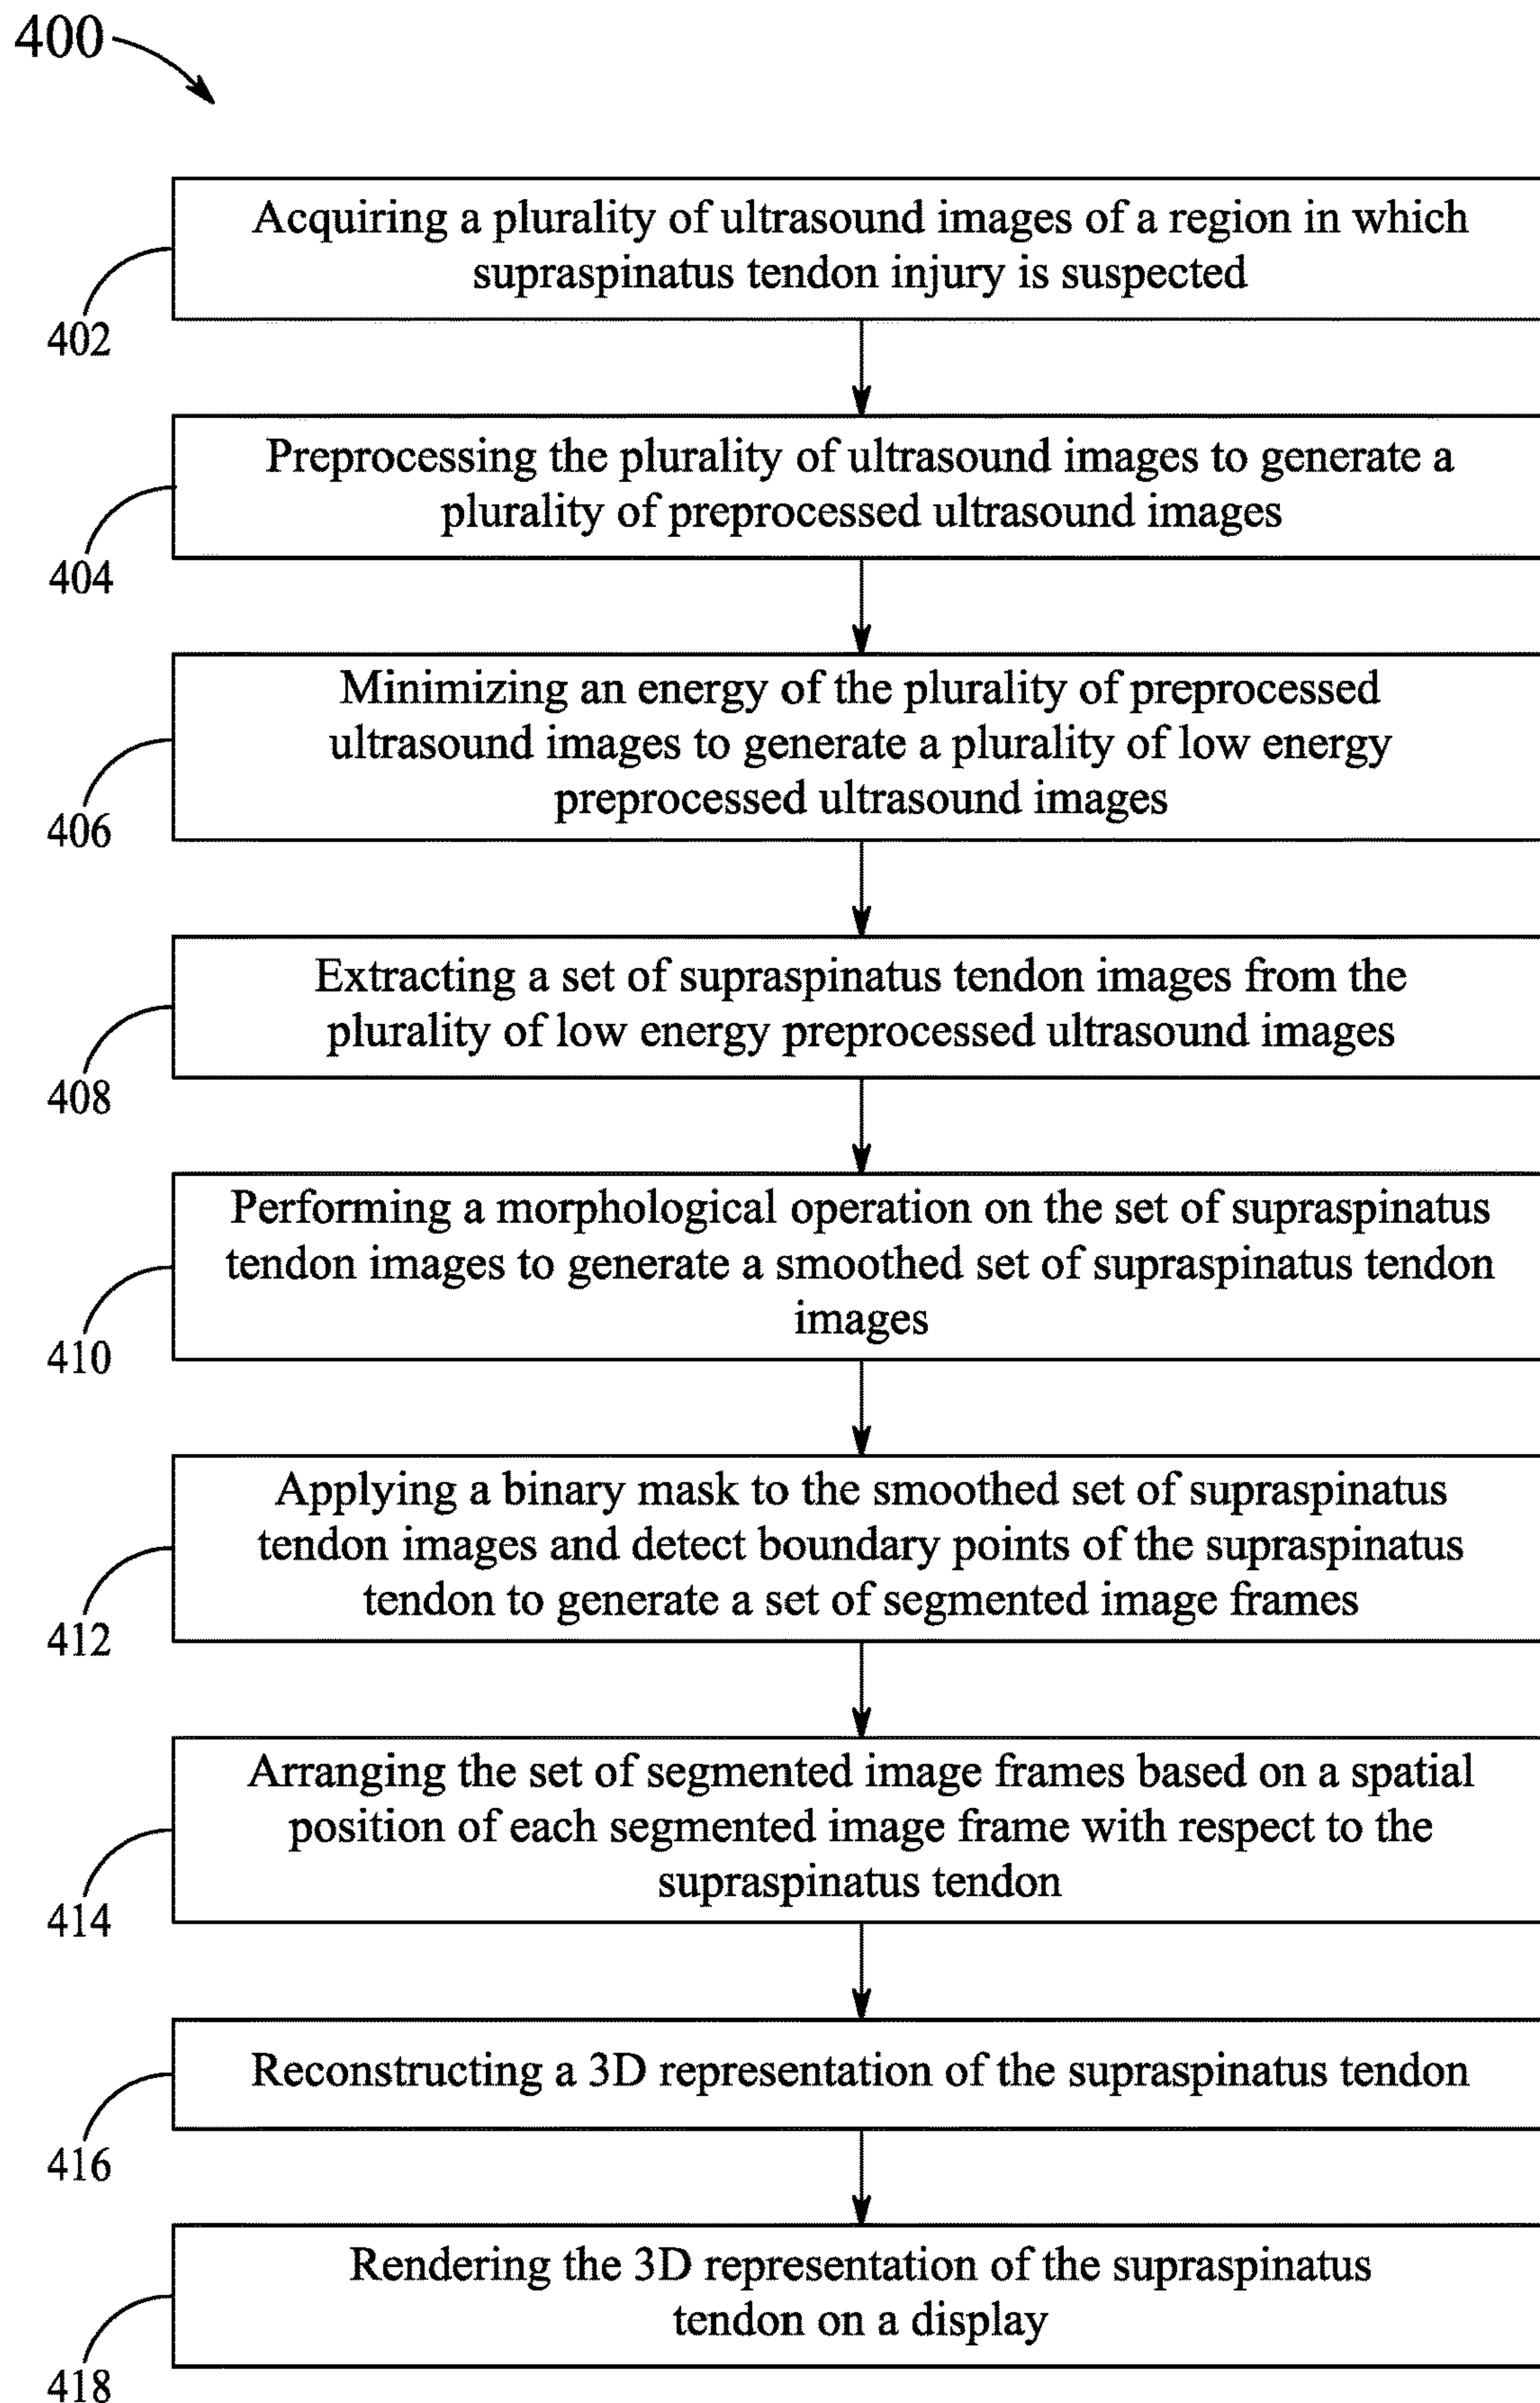 400
Acquiring a plurality of ultrasound images of a region in which
supraspinatus tendon injury is suspected
402
Preprocessing the plurality of ultrasound images to generate a
plurality of preprocessed ultrasound images
404
Minimizing an energy of the plurality of preprocessed
ultrasound images to generate a plurality of low energy
preprocessed ultrasound images
406
Extracting a set of supraspinatus tendon images from the
plurality of low energy preprocessed ultrasound images
408
Performing a morphological operation on the set of supraspinatus
tendon images to generate a smoothed set of supraspinatus tendon
images
410
Applying a binary mask to the smoothed set of supraspinatus
tendon images and detect boundary points of the supraspinatus
tendon to generate a set of segmented image frames
412
Arranging the set of segmented image frames based on a spatial
position of each segmented image frame with respect to the
supraspinatus tendon
414
Reconstructing a 3D representation of the supraspinatus tendon
416
Rendering the 3D representation of the supraspinatus
tendon on a display
418